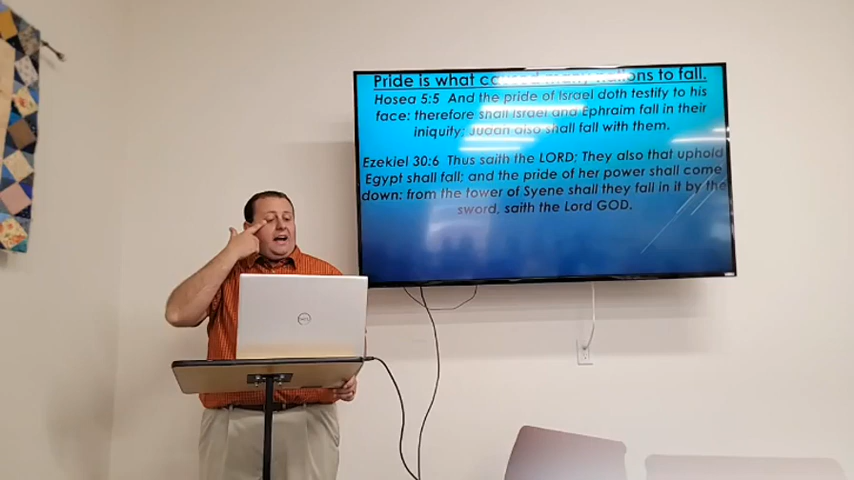 Pride is what caused many nations to fall.
Hosea 5:5 And the pride of Israel doth testify to his
face: therefore shall Israel and Ephraim fall in their
iniquity; Judah also shall fall with them.
Ezekiel 30:6 Thus saith the LORD; They also that uphold
Egypt shall fall; and the pride of her power shall come
down: from the tower of Syene shall they fall in it by the
sword, saith the Lord GOD.
DELL